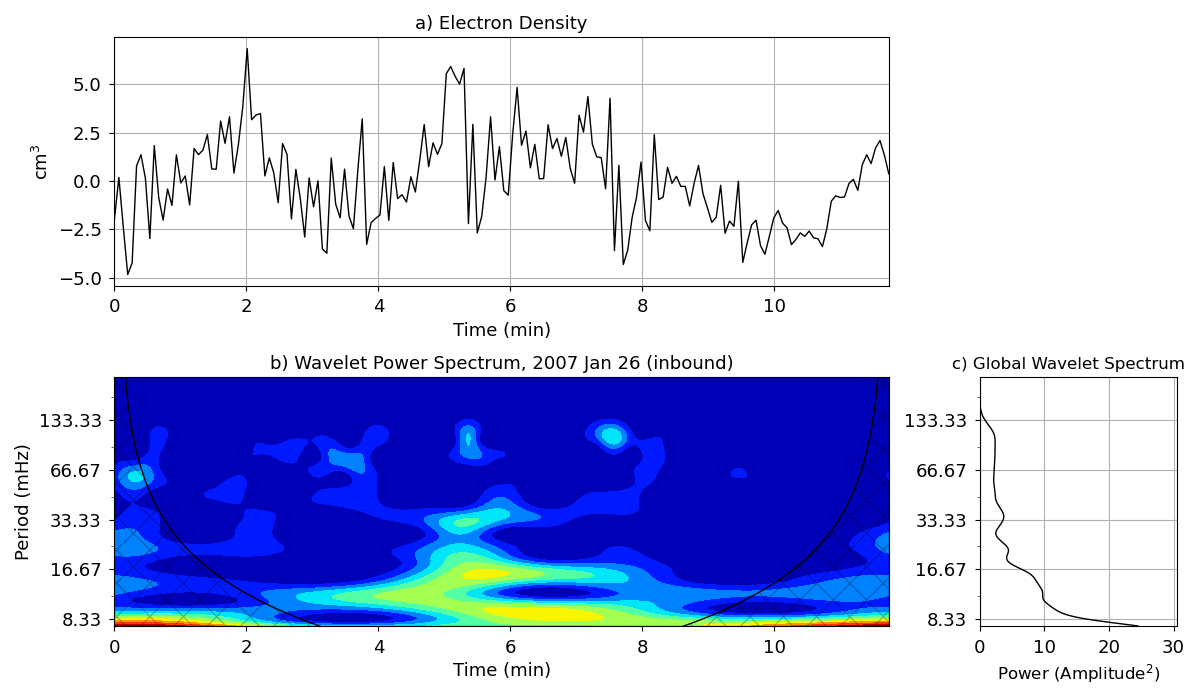 a) Electron Density
cm³
5.0
2.5
0.0
−2.5
−5.0
0 2 4 6 8 10
Time (min)
b) Wavelet Power Spectrum, 2007 Jan 26 (inbound)
Period (mHz)
133.33
66.67
33.33
16.67
8.33
0 2 4 6 8 10
Time (min)
c) Global Wavelet Spectrum
133.33
66.67
33.33
16.67
8.33
0 10 20 30
Power (Amplitude²)